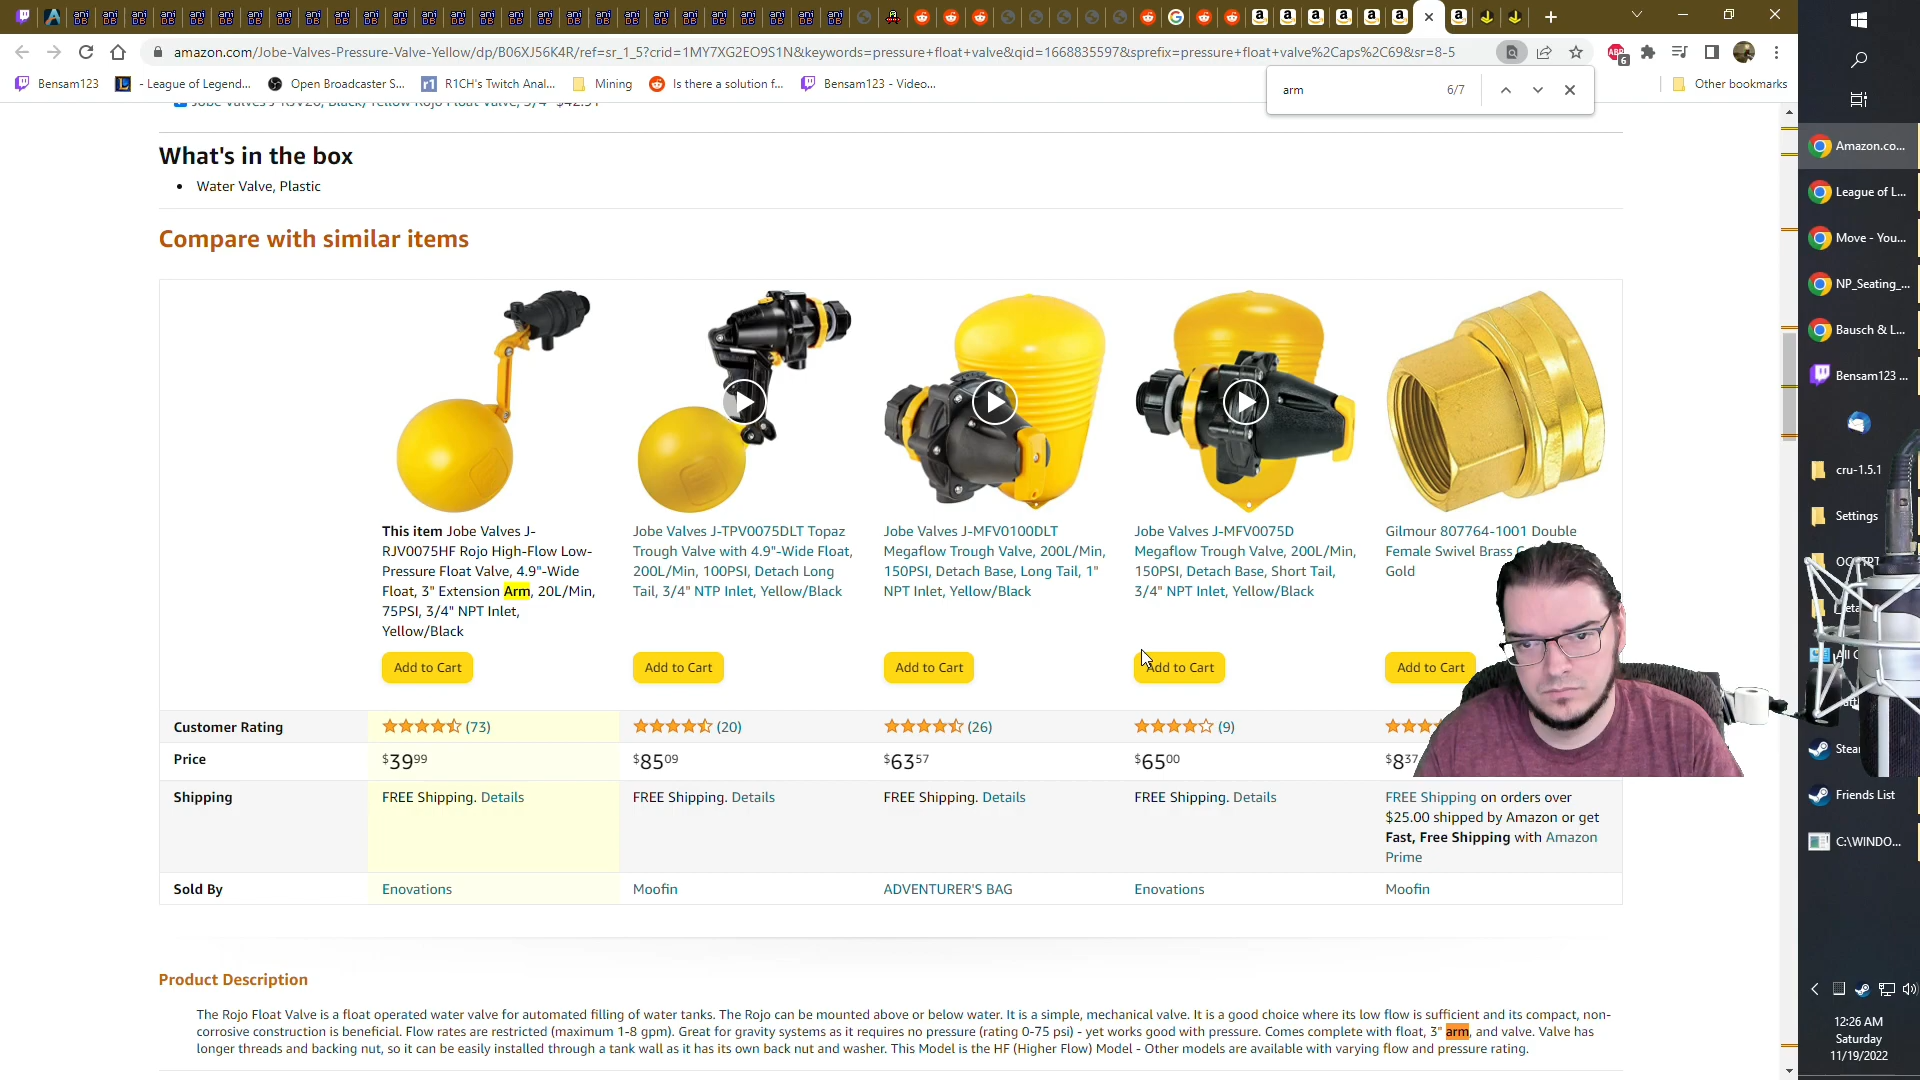 amazon.com/Jobe-Valves-Pressure-Valve-Yellow/dp/B06XJ56K4R/ref=sr_1_5?crid=1MY7XG2EO9S1N&keywords=pressure+float+valve&qid=1668835597&sprefix=pressure+float+valve%2Caps%2C69&sr=8-5
Bensam123
- League of Legend...
Open Broadcaster S...
R1CH's Twitch Anal...
Mining
Is there a solution f...
Bensam123 - Video...
Other bookmarks
arm
6/7
What's in the box
• Water Valve, Plastic
Compare with similar items
This item Jobe Valves J-
RJV0075HF Rojo High-Flow Low-
Pressure Float Valve, 4.9"-Wide
Float, 3" Extension Arm, 20L/Min,
75PSI, 3/4" NPT Inlet,
Yellow/Black
Jobe Valves J-TPV0075DLT Topaz
Trough Valve with 4.9"-Wide Float,
200L/Min, 100PSI, Detach Long
Tail, 3/4" NTP Inlet, Yellow/Black
Jobe Valves J-MFV0100DLT
Megaflow Trough Valve, 200L/Min,
150PSI, Detach Base, Long Tail, 1"
NPT Inlet, Yellow/Black
Jobe Valves J-MFV0075D
Megaflow Trough Valve, 200L/Min,
150PSI, Detach Base, Short Tail,
3/4" NPT Inlet, Yellow/Black
Gilmour 807764-1001 Double
Female Swivel Brass
Gold
Add to Cart
Add to Cart
Add to Cart
Add to Cart
Add to Cart
Customer Rating (73) (20) (26) (9)
Price $39.99 $85.09 $63.57 $65.00 $8.37
Shipping
FREE Shipping. Details
FREE Shipping. Details
FREE Shipping. Details
FREE Shipping. Details
FREE Shipping on orders over
$25.00 shipped by Amazon or get
Fast, Free Shipping with Amazon
Prime
Sold By Enovations Moofin ADVENTURER'S BAG Enovations Moofin
Product Description
The Rojo Float Valve is a float operated water valve for automated filling of water tanks. The Rojo can be mounted above or below water. It is a simple, mechanical valve. It is a good choice where its low flow is sufficient and its compact, non-
corrosive construction is beneficial. Flow rates are restricted (maximum 1-8 gpm). Great for gravity systems as it requires no pressure (rating 0-75 psi) - yet works good with pressure. Comes complete with float, 3" arm, and valve. Valve has
longer threads and backing nut, so it can be easily installed through a tank wall as it has its own back nut and washer. This Model is the HF (Higher Flow) Model - Other models are available with varying flow and pressure rating.
Amazon.co...
League of L...
Move - You...
NP_Seating_...
Bausch & L...
Bensam123 ...
cru-1.5.1
Settings
Friends List
C:\WINDO...
12:26 AM
Saturday
11/19/2022